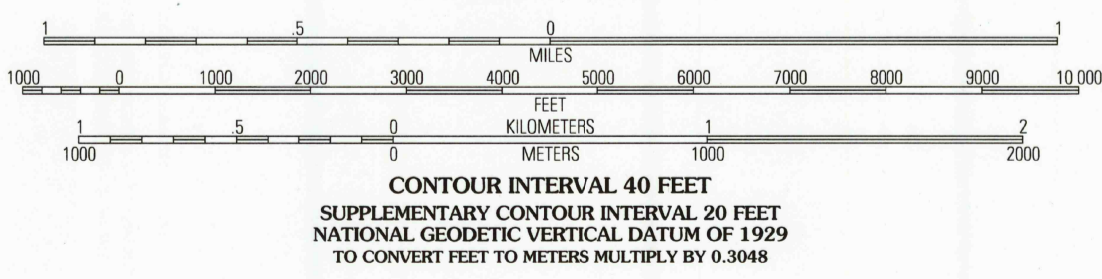 1 .5 0 1
MILES
1000 0 1000 2000 3000 4000 5000 6000 7000 8000 9000 10 000
FEET
1 .5 0 KILOMETERS 1 2
1000 0 METERS 1000 2000
CONTOUR INTERVAL 40 FEET
SUPPLEMENTARY CONTOUR INTERVAL 20 FEET
NATIONAL GEODETIC VERTICAL DATUM OF 1929
TO CONVERT FEET TO METERS MULTIPLY BY 0.3048